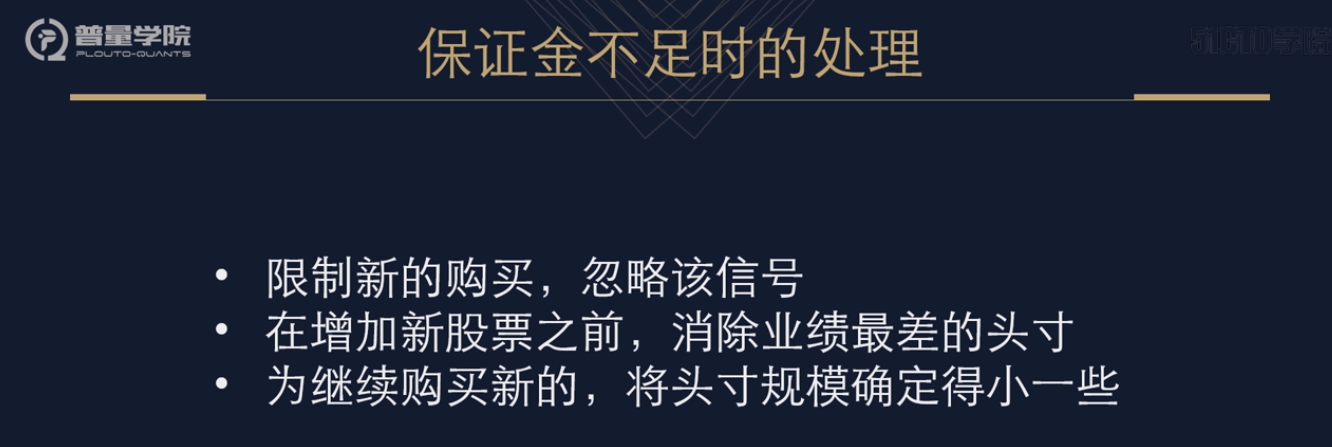 普量学院
PLOUTO-QUANTS
保证金不足时的处理
• 限制新的购买，忽略该信号
• 在增加新股票之前，消除业绩最差的头寸
• 为继续购买新的，将头寸规模确定得小一些